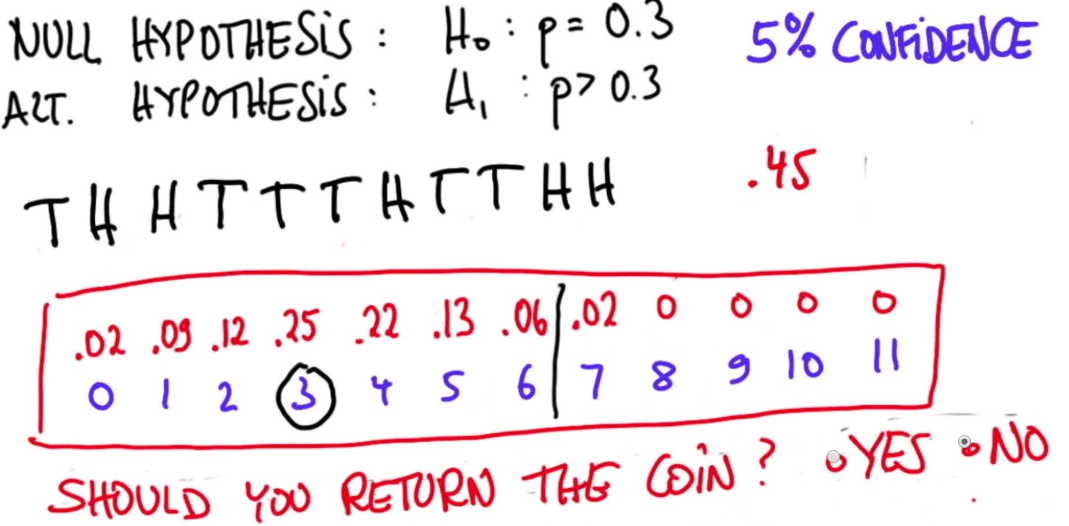 NULL HYPOTHESIS : H₀ : p = 0.3 5% CONFIDENCE
ALT. HYPOTHESIS : H₁ : p > 0.3
T H H T T T H T T H H .45
.02 .09 .12 .25 .22 .13 .06 .02 0 0 0 0
0 1 2 3 4 5 6 7 8 9 10 11
SHOULD YOU RETURN THE COIN? YES NO